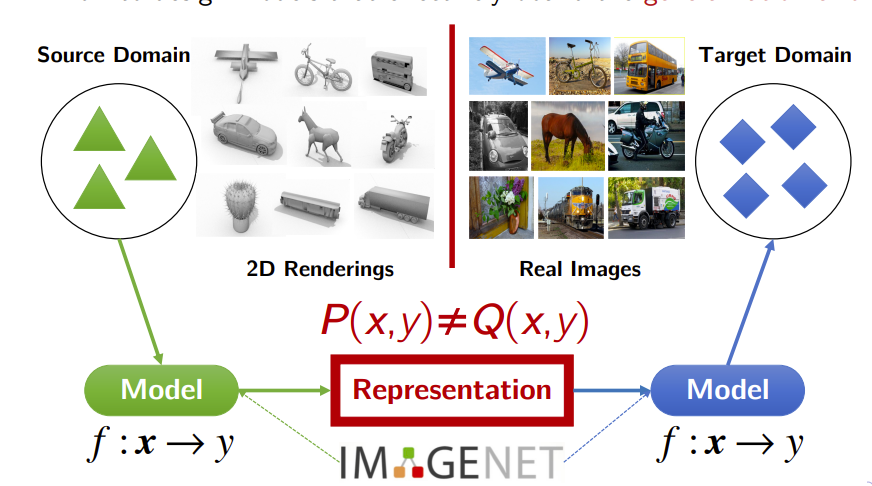 Source Domain
Target Domain
2D Renderings
Real Images
P(x,y)≠Q(x,y)
Model
Representation
Model
f : x → y
f : x → y
IMAGENET